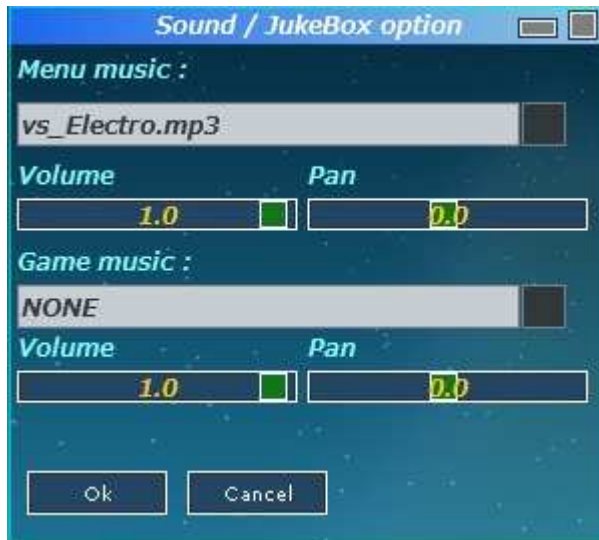 Sound / JukeBox option
Menu music :
vs_Electro.mp3
Volume Pan
1.0 0.0
Game music :
NONE
Volume Pan
1.0 0.0
Ok Cancel